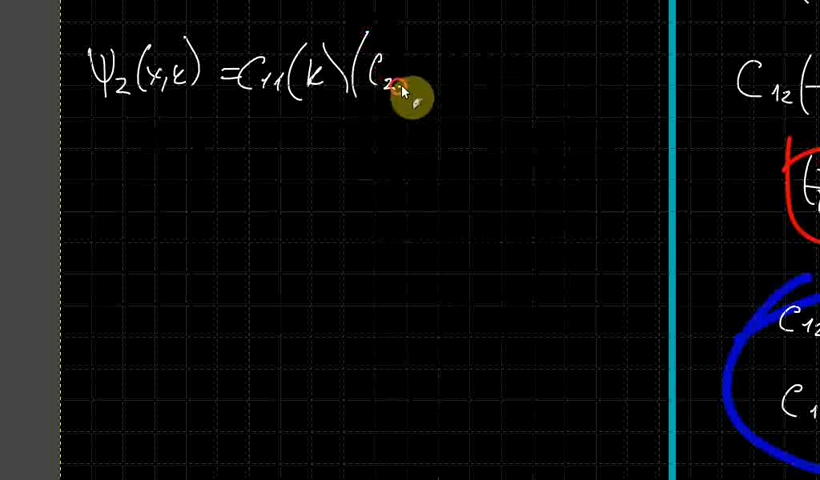 ψ₂(x,k) = C₁₁(k)(C₂
C₁₂(
C₁₂
C₁